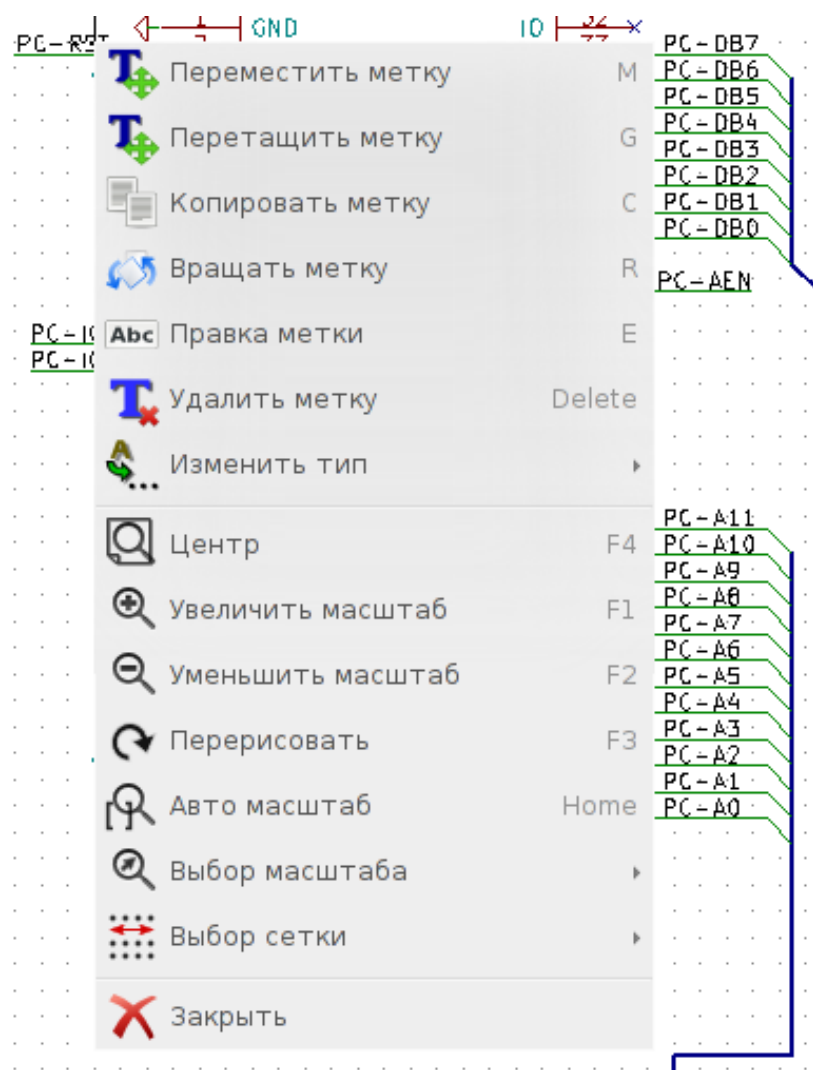 GND
IO
PC-DB7
PC-DB6
PC-DB5
PC-DB4
PC-DB3
PC-DB2
PC-DB1
PC-DB0
PC-AEN
Переместить метку M
Перетащить метку G
Копировать метку C
Вращать метку R
Abc Правка метки E
Удалить метку Delete
Изменить тип
Центр F4
Увеличить масштаб F1
Уменьшить масштаб F2
Перерисовать F3
Авто масштаб Home
Выбор масштаба
Выбор сетки
Закрыть
PC-A11
PC-A10
PC-A9
PC-A8
PC-A7
PC-A6
PC-A5
PC-A4
PC-A3
PC-A2
PC-A1
PC-A0